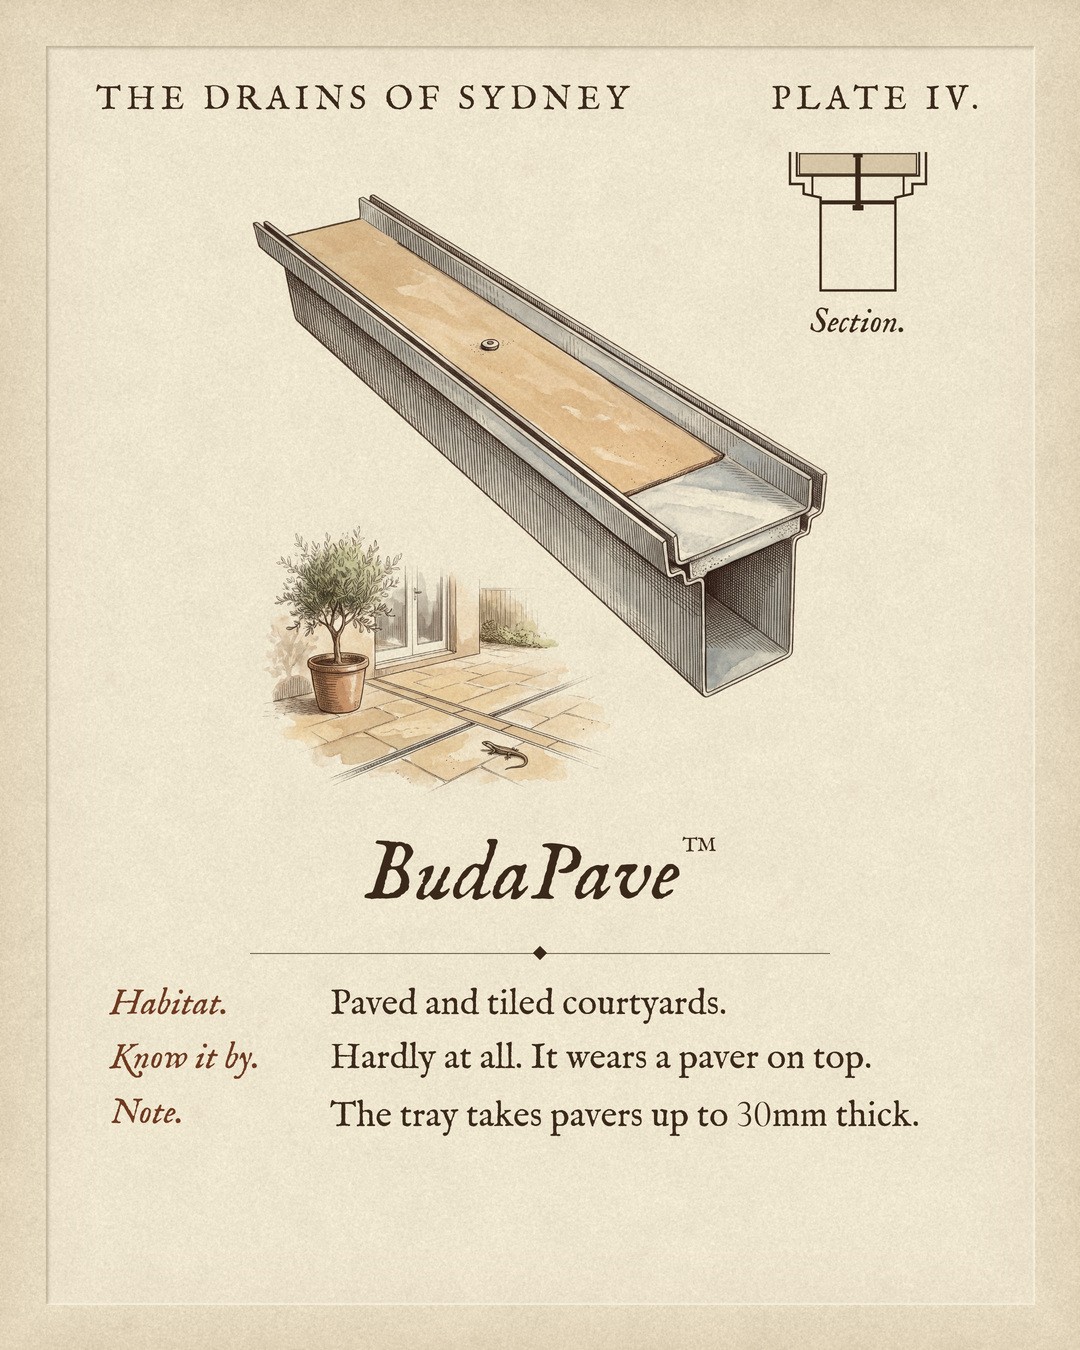 THE DRAINS OF SYDNEY
PLATE IV.
Section.
BudaPave™
Habitat. Paved and tiled courtyards.
Know it by. Hardly at all. It wears a paver on top.
Note. The tray takes pavers up to 30mm thick.